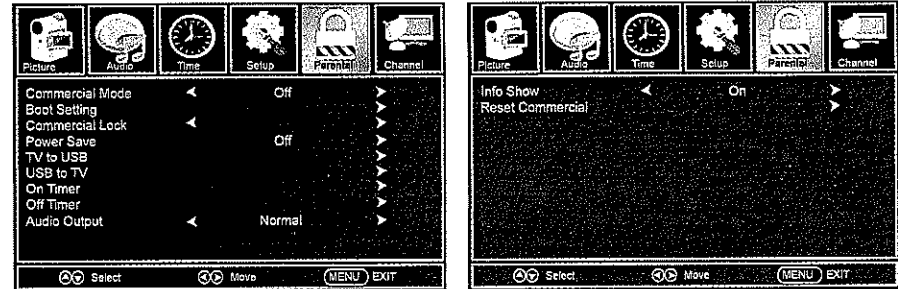 Picture Audio Time Setup Parental Channel
Commercial Mode Off
Boot Setting
Commercial Lock
Power Save Off
TV to USB
USB to TV
On Timer
Off Timer
Audio Output Normal
Select Move MENU EXIT
Picture Audio Time Setup Parental Channel
Info Show On
Reset Commercial
Select Move MENU EXIT